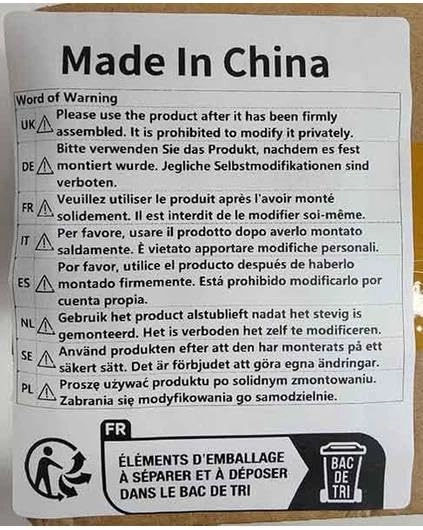 Made In China
Word of Warning
UK Please use the product after it has been firmly
assembled. It is prohibited to modify it privately.
Bitte verwenden Sie das Produkt, nachdem es fest
DE montiert wurde. Jegliche Selbstmodifikationen sind
verboten.
FR Veuillez utiliser le produit après l'avoir monté
solidement. Il est interdit de le modifier soi-même.
IT Per favore, usare il prodotto dopo averlo montato
saldamente. È vietato apportare modifiche personali.
Por favor, utilice el producto después de haberlo
ES montado firmemente. Está prohibido modificarlo por
cuenta propia.
NL Gebruik het product alstublieft nadat het stevig is
gemonteerd. Het is verboden het zelf te modificeren.
SE Använd produkten efter att den har monterats på ett
säkert sätt. Det är förbjudet att göra egna ändringar.
PL Proszę używać produktu po solidnym zmontowaniu.
Zabrania się modyfikowania go samodzielnie.
FR
ÉLÉMENTS D'EMBALLAGE
À SÉPARER ET À DÉPOSER
DANS LE BAC DE TRI
BAC
DE
TRI